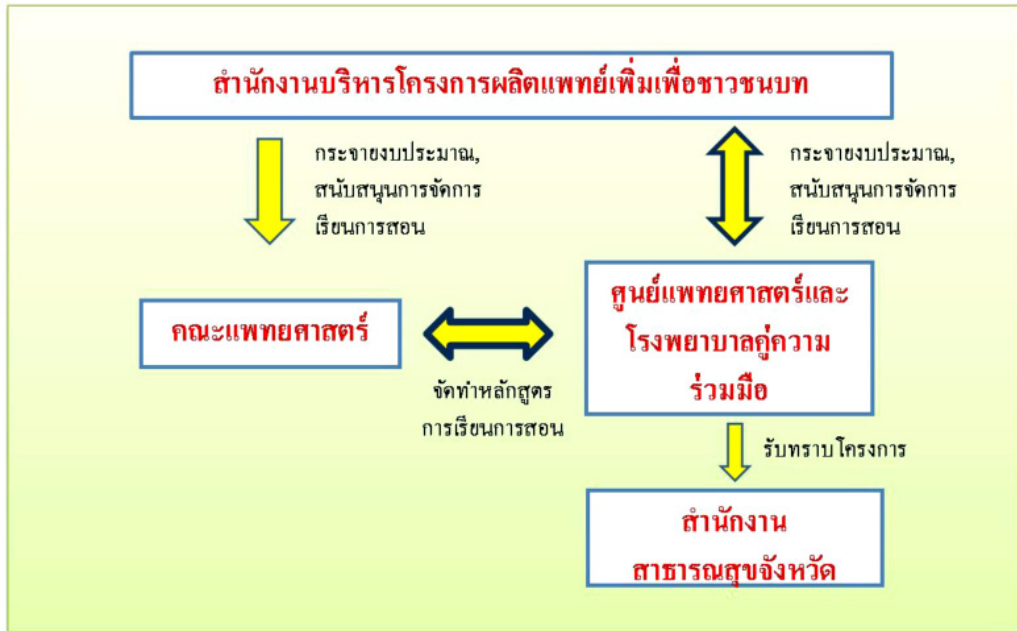 สำนักงานบริหารโครงการผลิตแพทย์เพิ่มเพื่อชาวชนบท
กระจายงบประมาณ,
สนับสนุนการจัดการ
เรียนการสอน
กระจายงบประมาณ,
สนับสนุนการจัดการ
เรียนการสอน
คณะแพทยศาสตร์
ศูนย์แพทยศาสตร์และ
โรงพยาบาลคู่ความ
ร่วมมือ
จัดทำหลักสูตร
การเรียนการสอน
รับทราบโครงการ
สำนักงาน
สาธารณสุขจังหวัด